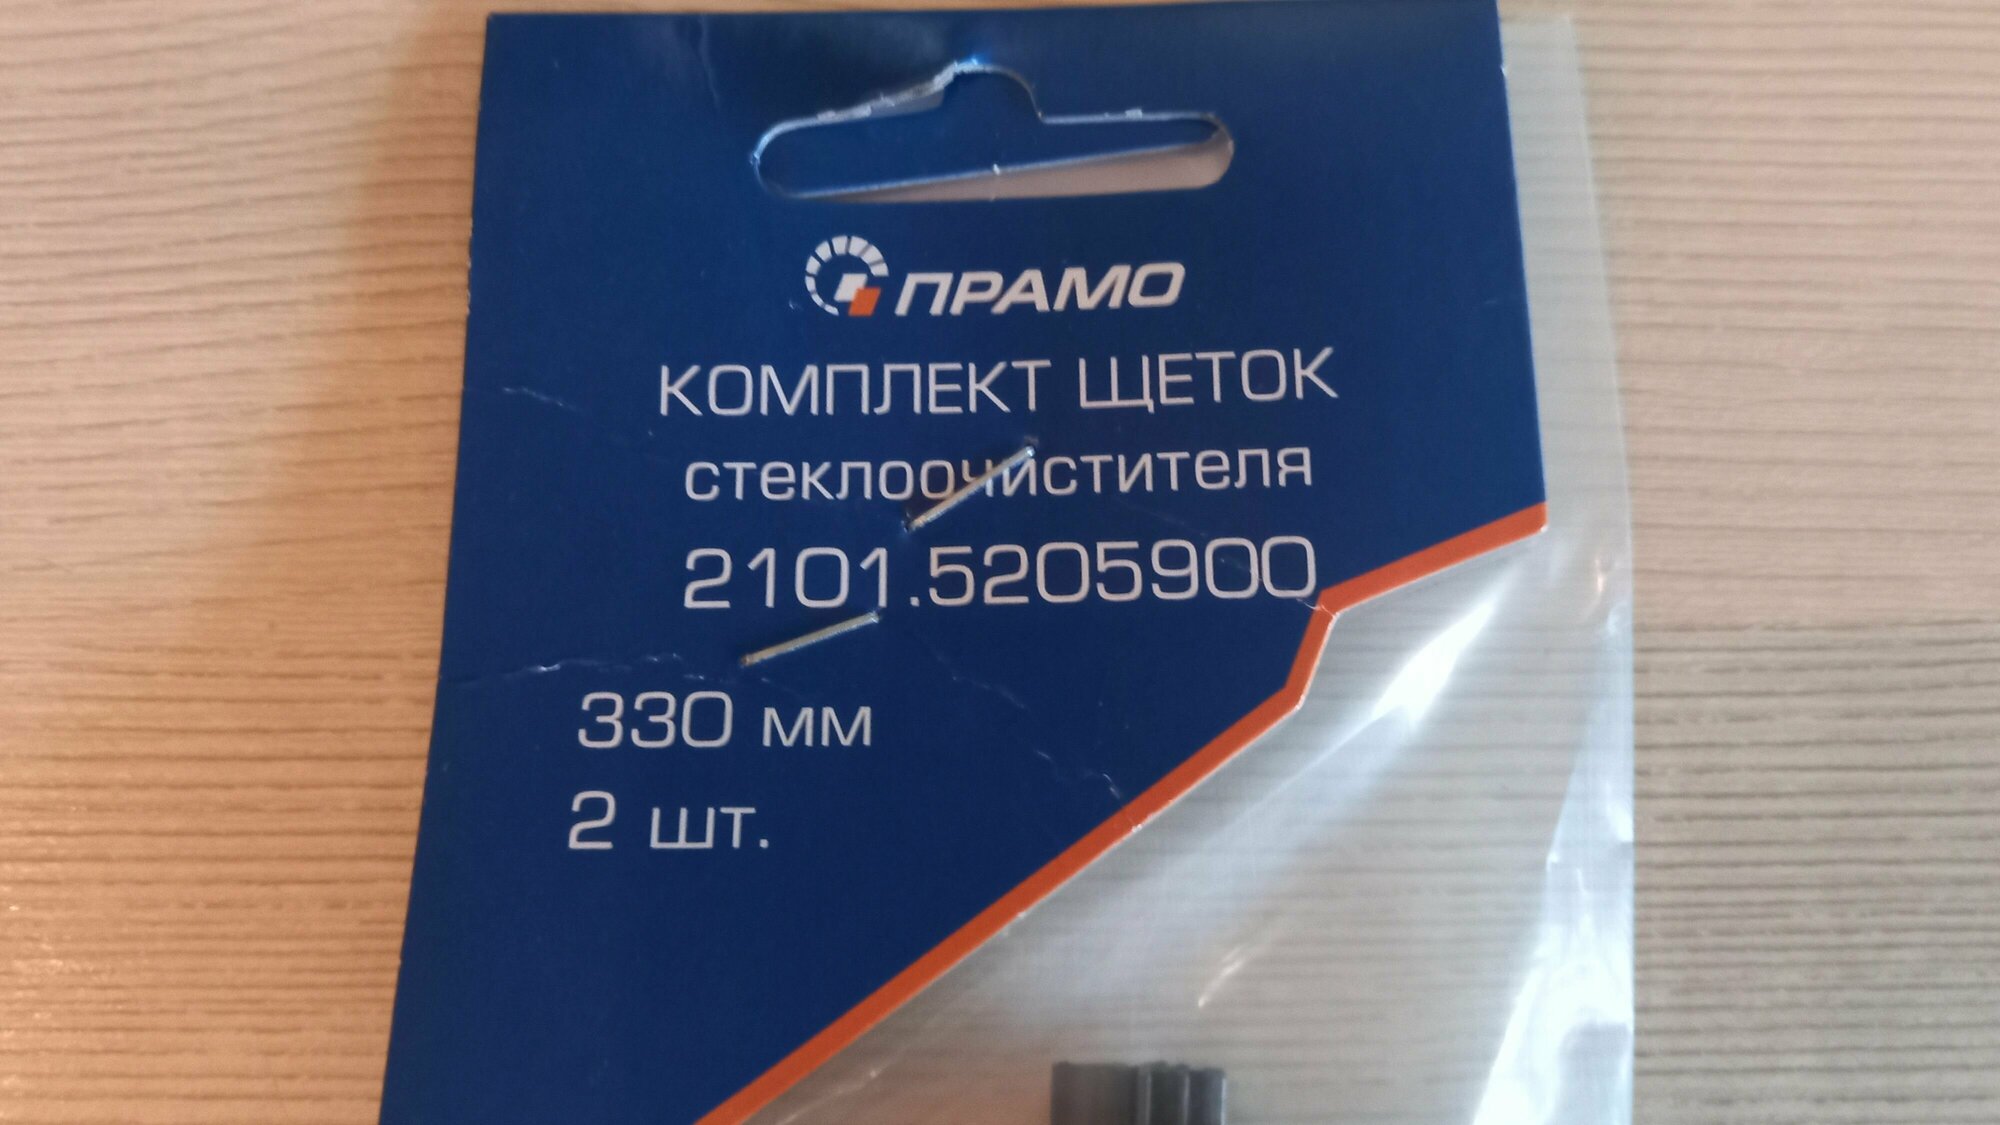 ПРАМО
КОМПЛЕКТ ЩЕТОК
стеклоочистителя
2101.5205900
330 мм
2 шт.